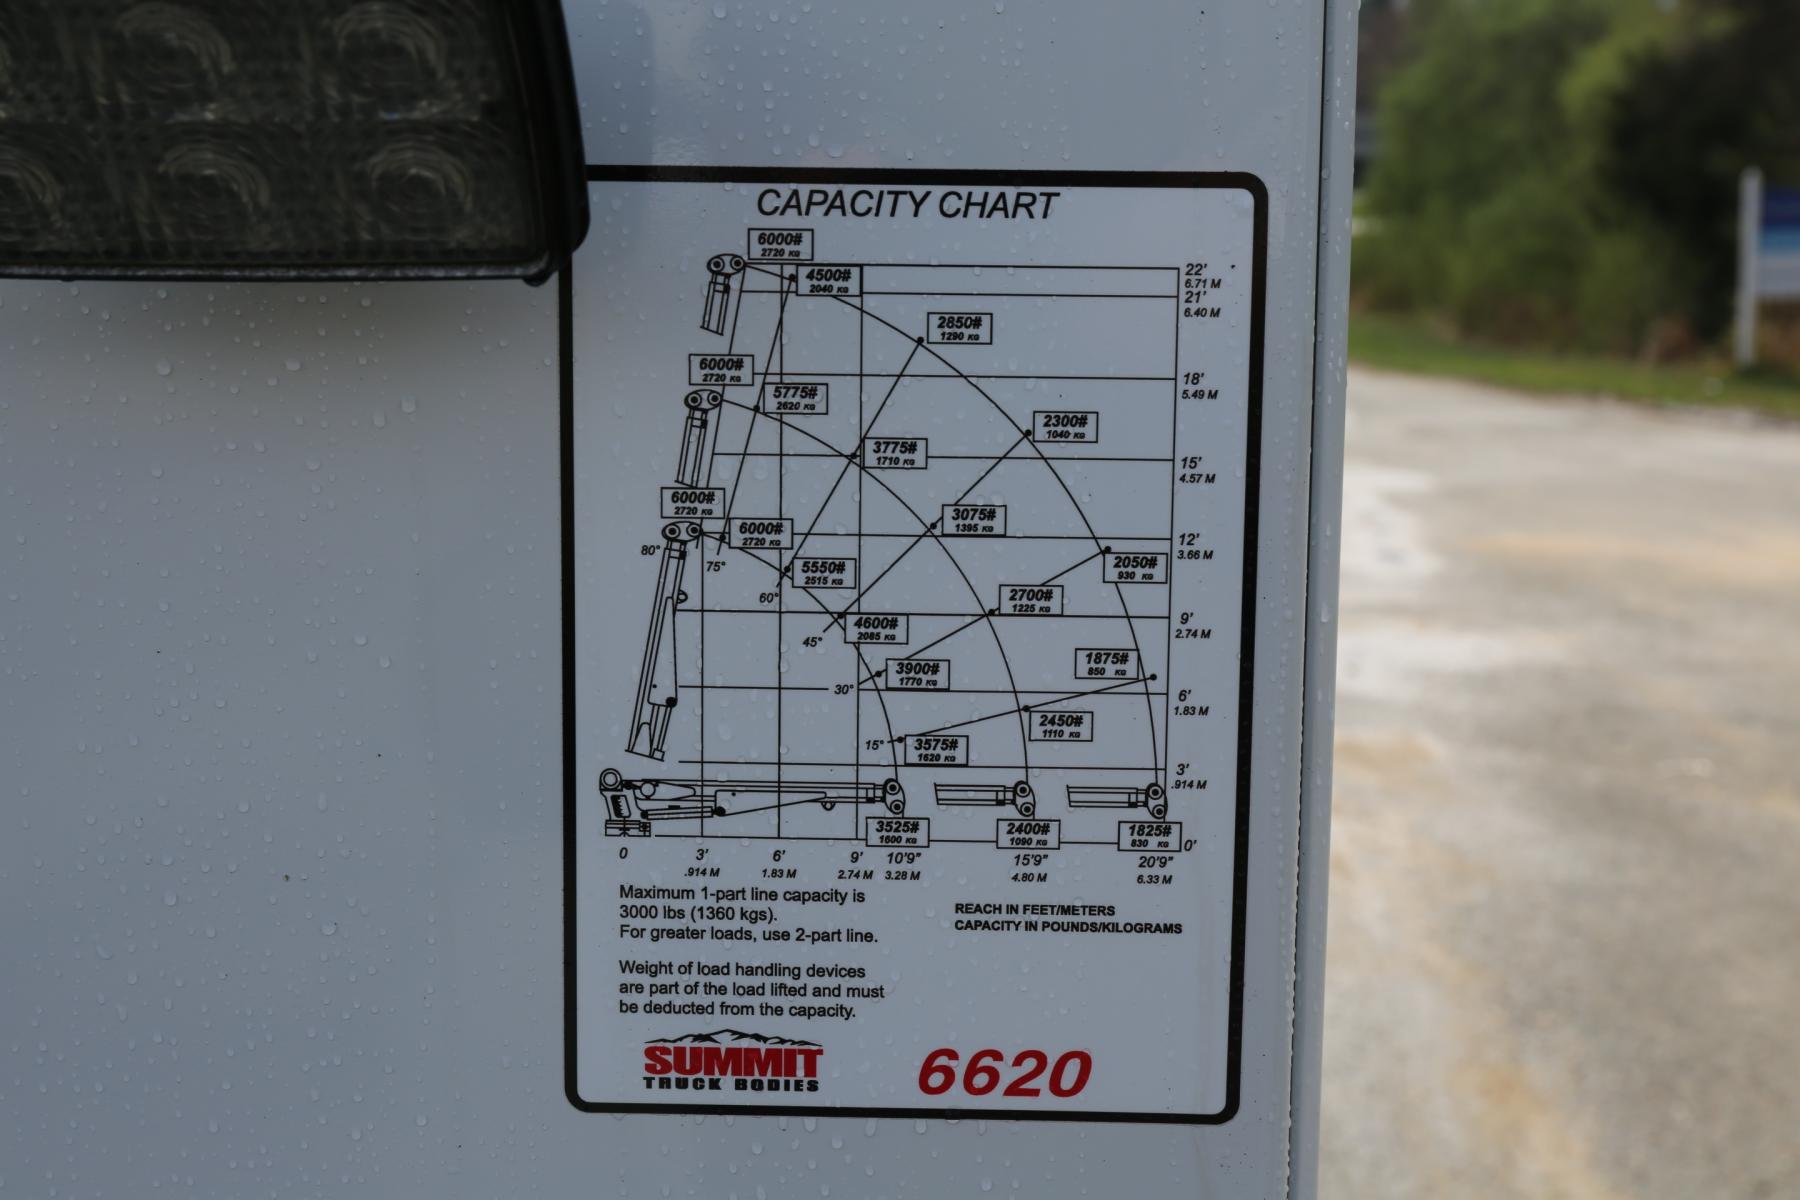 CAPACITY CHART
6000#
2720 KG
4500#
2040 KG
22'
6.71 M
21'
6.40 M
2850#
1290 KG
6000#
2720 KG
18'
5.49 M
5775#
2620 KG
2300#
1040 KG
3775#
1710 KG
15'
4.57 M
6000#
2720 KG
6000#
2720 KG
3075#
1395 KG
12'
3.66 M
80°
75°
2050#
930 KG
5550#
2515 KG
60°
2700#
1225 KG
9'
2.74 M
4600#
2085 KG
45°
3900#
1770 KG
1875#
850 KG
30°
6'
1.83 M
2450#
1110 KG
15°
3575#
1620 KG
3'
.914 M
3525#
1600 KG
2400#
1090 KG
1825#
830 KG
0'
0 3' 6' 9' 10'9" 15'9" 20'9"
.914 M 1.83 M 2.74 M 3.28 M 4.80 M 6.33 M
Maximum 1-part line capacity is
3000 lbs (1360 kgs).
For greater loads, use 2-part line.
REACH IN FEET/METERS
CAPACITY IN POUNDS/KILOGRAMS
Weight of load handling devices
are part of the load lifted and must
be deducted from the capacity.
SUMMIT
TRUCK BODIES
6620